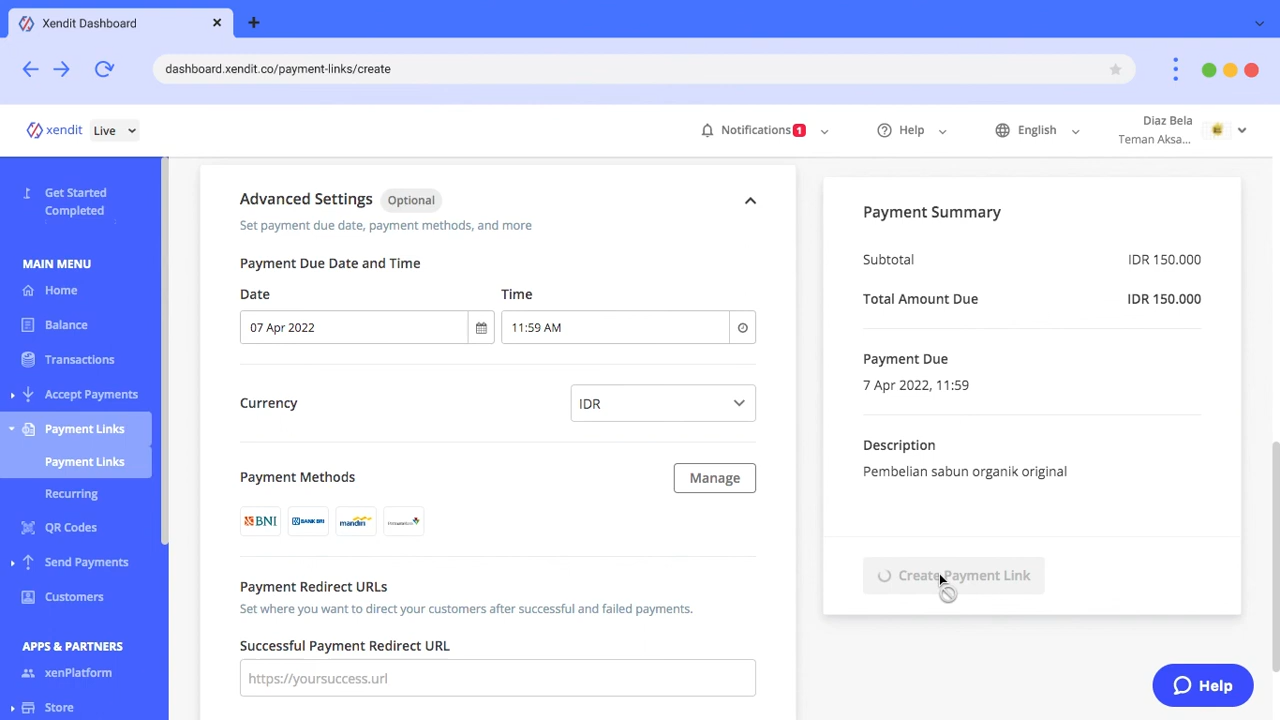 Xendit Dashboard
dashboard.xendit.co/payment-links/create
xendit
Live
Notifications 1
Help
English
Diaz Bela
Teman Aksa...
Get Started
Completed
MAIN MENU
Home
Balance
Transactions
Accept Payments
Payment Links
Payment Links
Recurring
QR Codes
Send Payments
Customers
APPS & PARTNERS
xenPlatform
Store
Advanced Settings Optional
Set payment due date, payment methods, and more
Payment Due Date and Time
Date Time
07 Apr 2022 11:59 AM
Currency IDR
Payment Methods Manage
BNI BANK BRI mandiri
Payment Redirect URLs
Set where you want to direct your customers after successful and failed payments.
Successful Payment Redirect URL
https://yoursuccess.url
Payment Summary
Subtotal IDR 150.000
Total Amount Due IDR 150.000
Payment Due
7 Apr 2022, 11:59
Description
Pembelian sabun organik original
Create Payment Link
Help